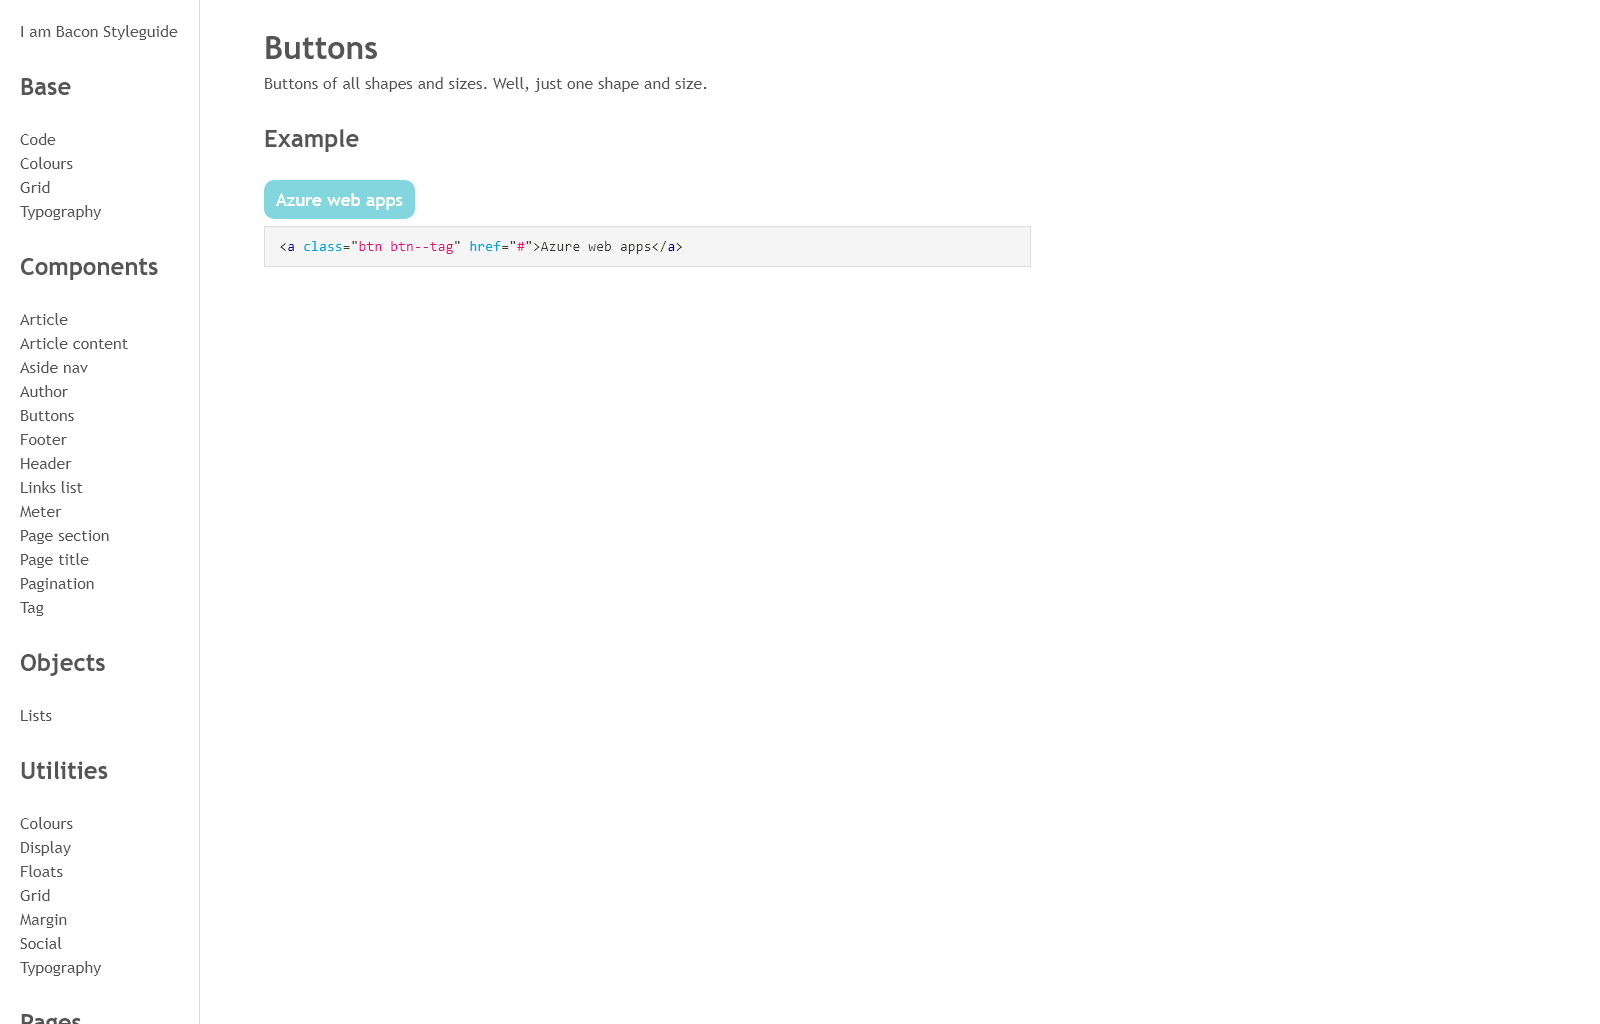 I am Bacon Styleguide
Base
Code
Colours
Grid
Typography
Components
Article
Article content
Aside nav
Author
Buttons
Footer
Header
Links list
Meter
Page section
Page title
Pagination
Tag
Objects
Lists
Utilities
Colours
Display
Floats
Grid
Margin
Social
Typography
Pages
Buttons
Buttons of all shapes and sizes. Well, just one shape and size.
Example
Azure web apps
<a class="btn btn--tag" href="#">Azure web apps</a>